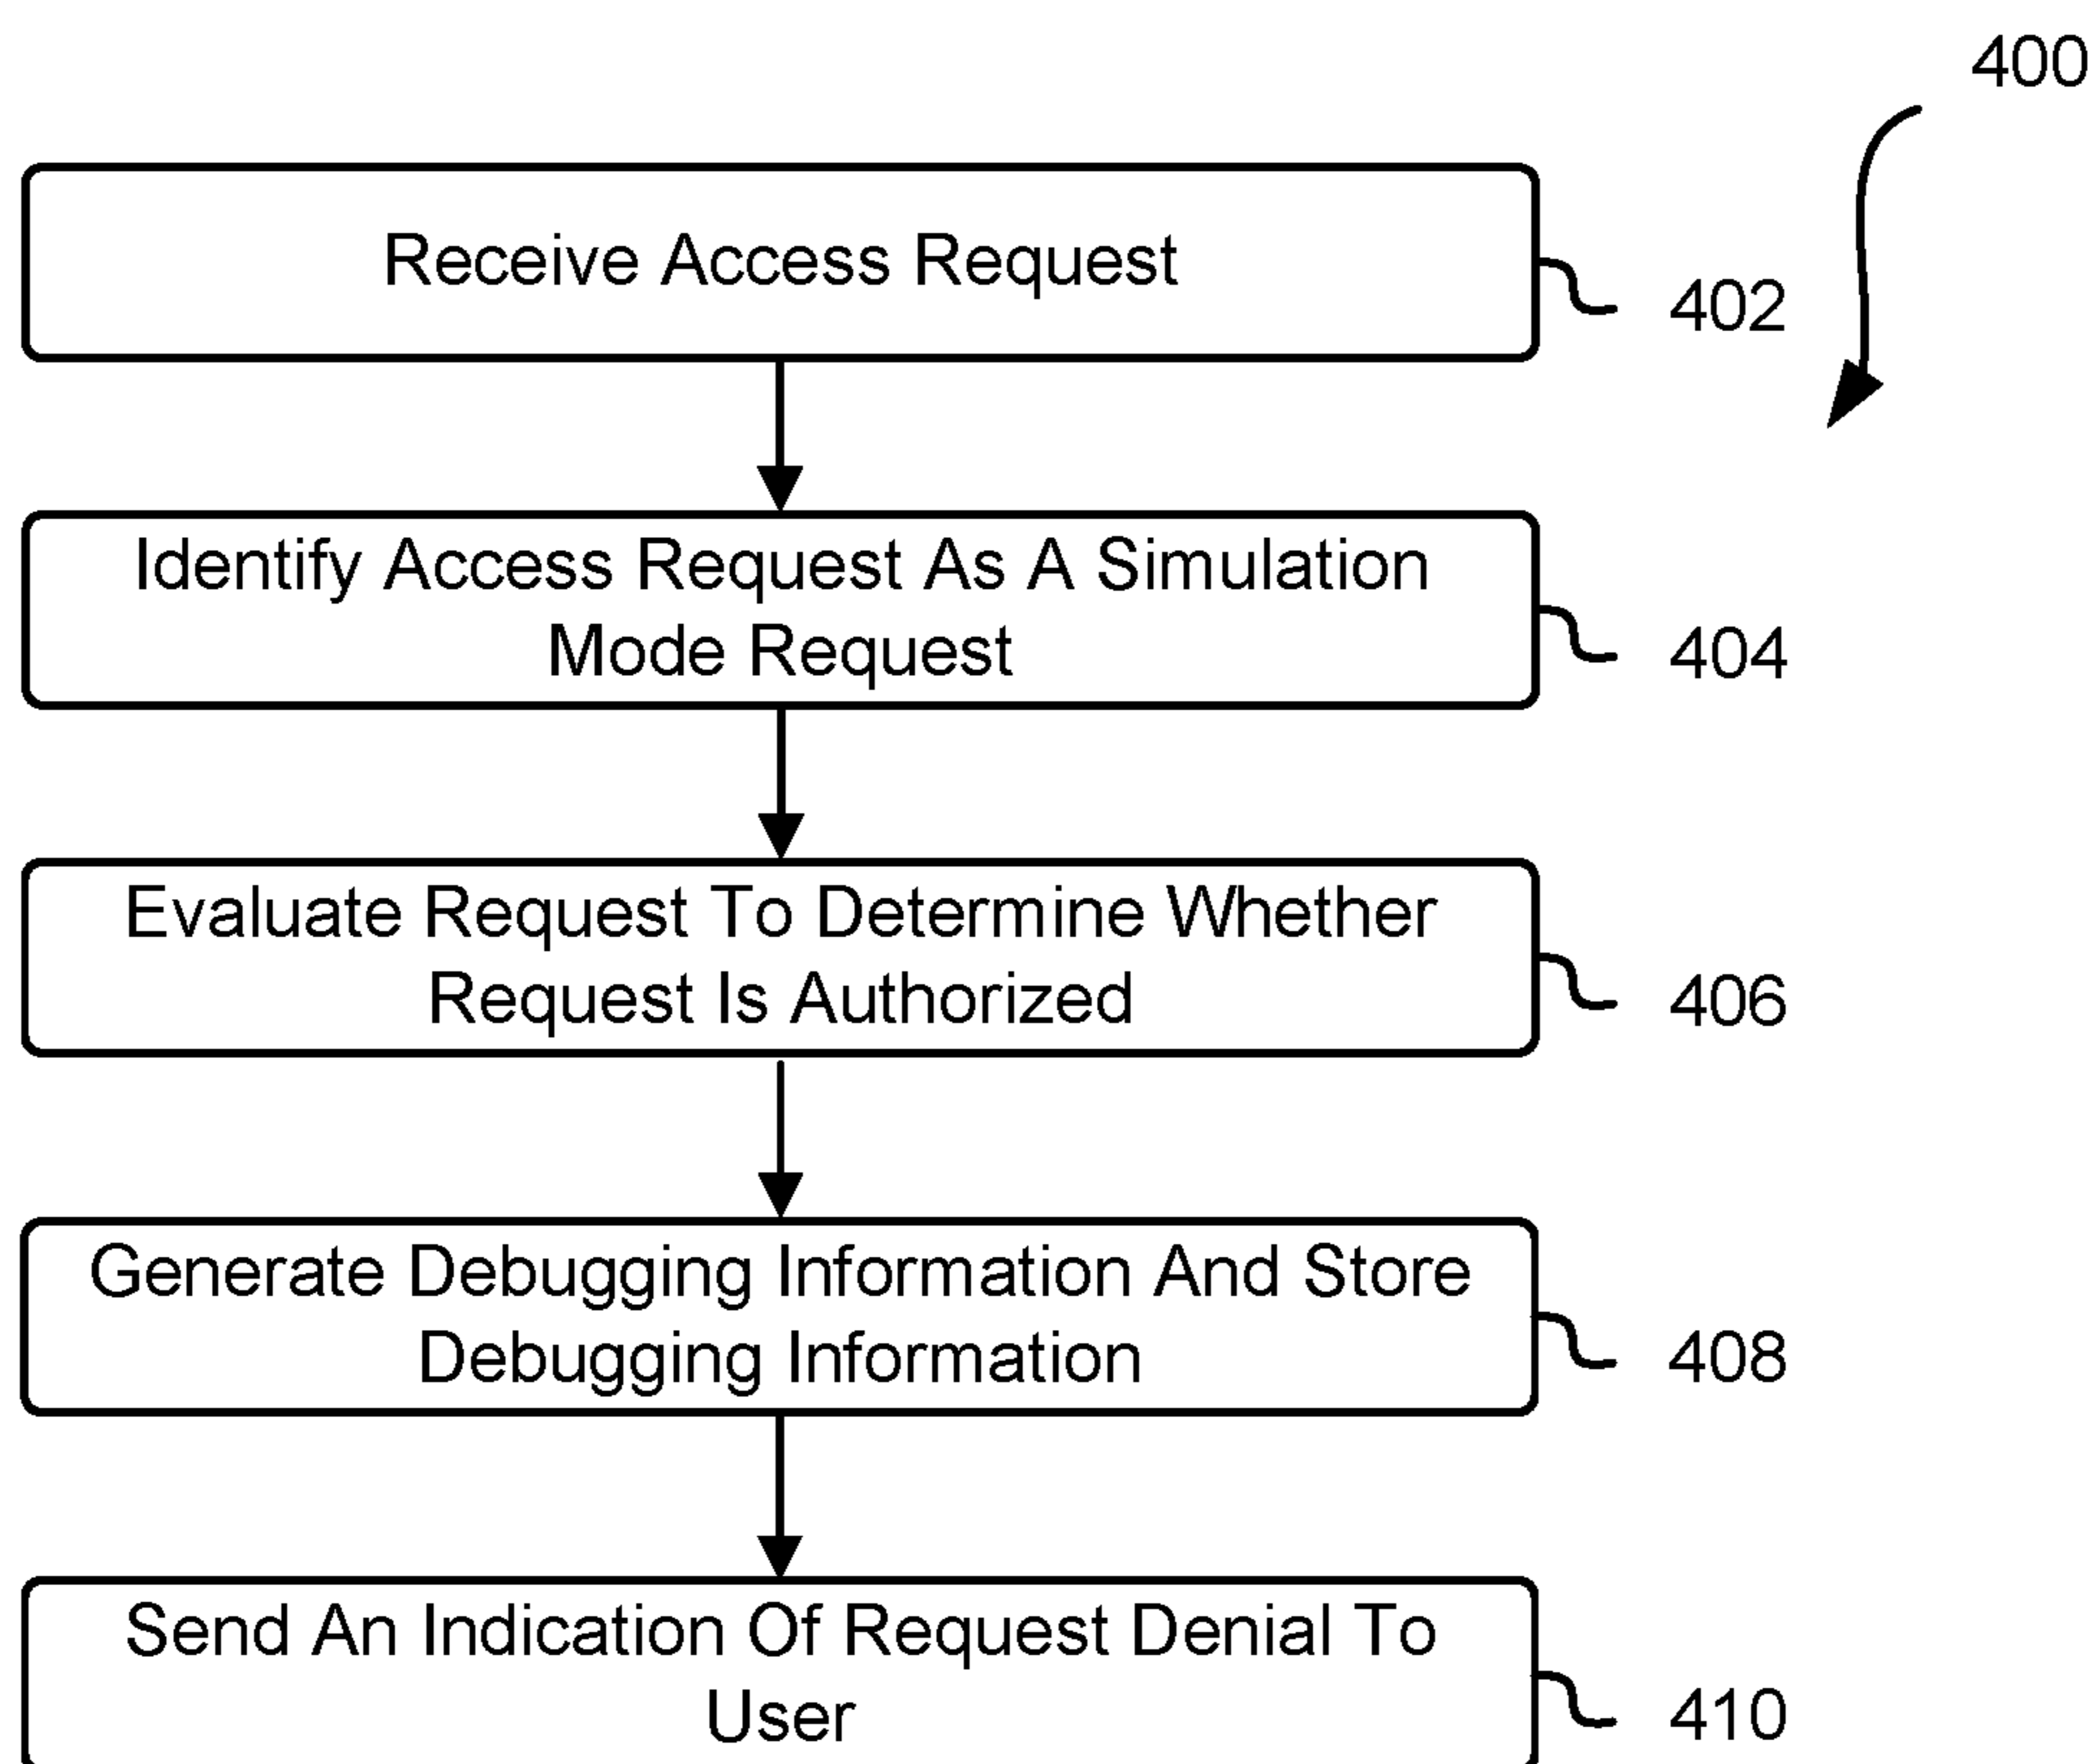 400
Receive Access Request
402
Identify Access Request As A Simulation
Mode Request
404
Evaluate Request To Determine Whether
Request Is Authorized
406
Generate Debugging Information And Store
Debugging Information
408
Send An Indication Of Request Denial To
User
410